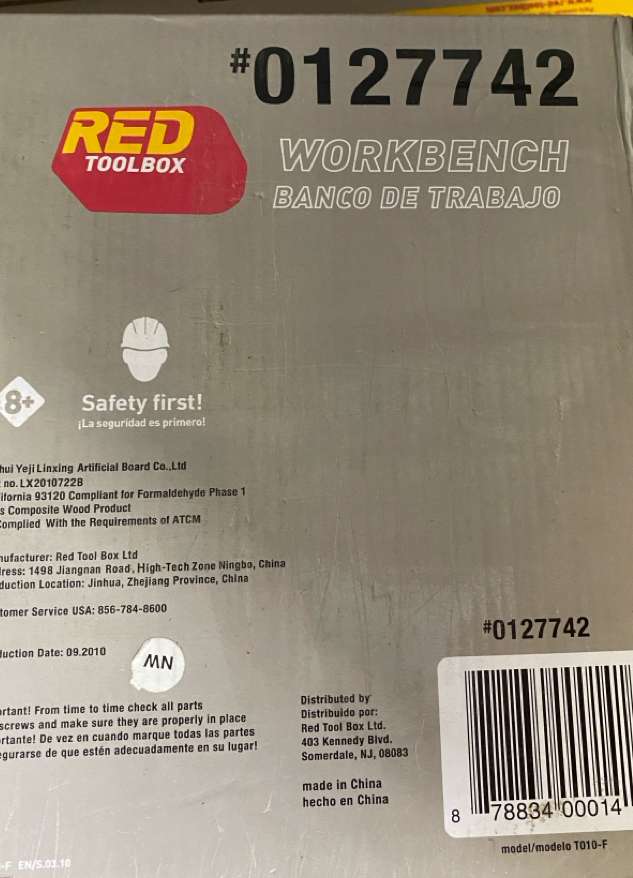 #0127742
RED
TOOLBOX
WORKBENCH
BANCO DE TRABAJO
8+
Safety first!
¡La seguridad es primero!
hui Yeji Linxing Artificial Board Co.,Ltd
no. LX2010722B
ifornia 93120 Compliant for Formaldehyde Phase 1
s Composite Wood Product
Complied With the Requirements of ATCM
nufacturer: Red Tool Box Ltd
ress: 1498 Jiangnan Road, High-Tech Zone Ningbo, China
duction Location: Jinhua, Zhejiang Province, China
tomer Service USA: 856-784-8600
duction Date: 09.2010
MN
ortant! From time to time check all parts
screws and make sure they are properly in place
ortante! De vez en cuando marque todas las partes
egurarse de que estén adecuadamente en su lugar!
Distributed by
Distribuido por:
Red Tool Box Ltd.
403 Kennedy Blvd.
Somerdale, NJ, 08083
made in China
hecho en China
#0127742
8 78834 00014
model/modelo T010-F
-F EN/S.03.10